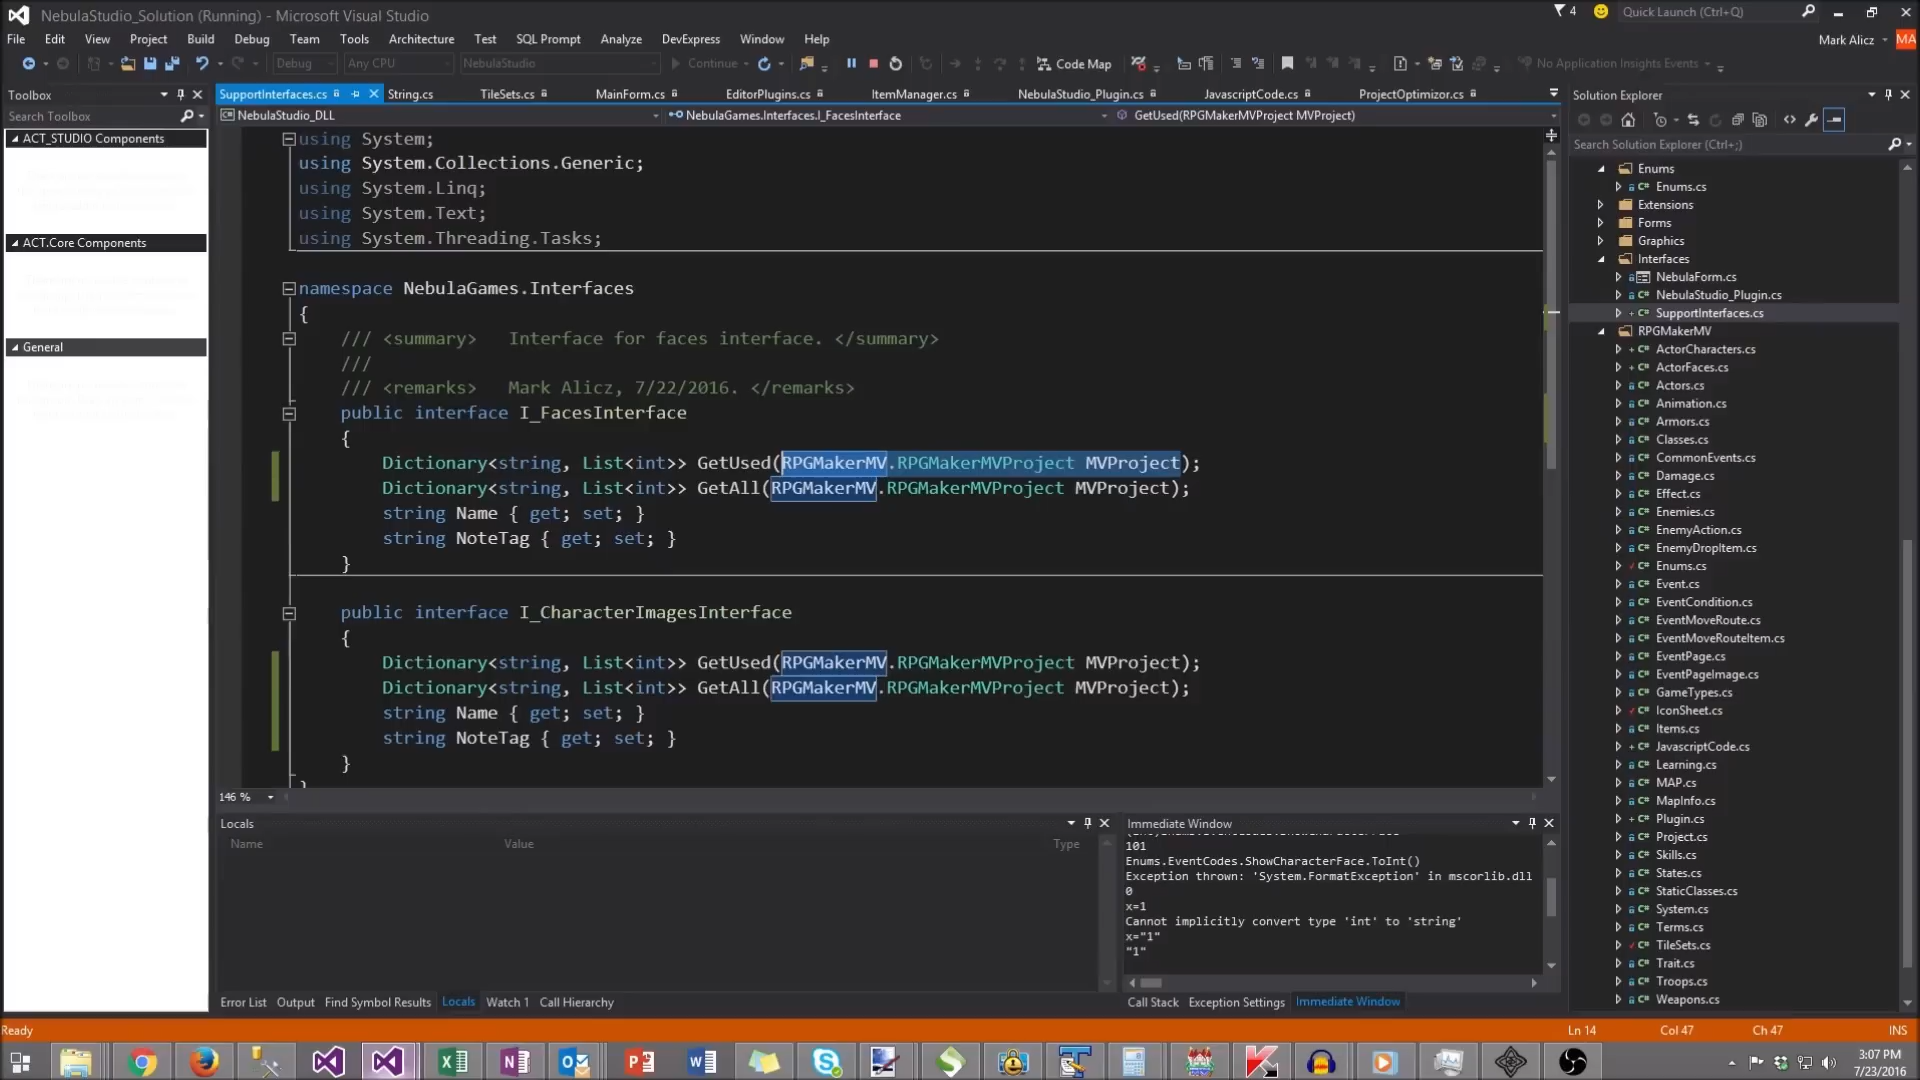 NebulaStudio_Solution (Running) - Microsoft Visual Studio
4
Quick Launch (Ctrl+Q)
File Edit View Project Build Debug Team Tools Architecture Test SQL Prompt Analyze DevExpress Window Help
Mark Alicz MA
Debug Any CPU NebulaStudio Continue Code Map No Application Insights Events
Toolbox
Search Toolbox
ACT_STUDIO Components
ACT.Core Components
General
SupportInterfaces.cs String.cs TileSets.cs MainForm.cs EditorPlugins.cs ItemManager.cs NebulaStudio_Plugin.cs JavascriptCode.cs ProjectOptimizor.cs
NebulaStudio_DLL NebulaGames.Interfaces.I_FacesInterface GetUsed(RPGMakerMVProject MVProject)
using System;
using System.Collections.Generic;
using System.Linq;
using System.Text;
using System.Threading.Tasks;
namespace NebulaGames.Interfaces
{
/// <summary> Interface for faces interface. </summary>
///
/// <remarks> Mark Alicz, 7/22/2016. </remarks>
public interface I_FacesInterface
{
Dictionary<string, List<int>> GetUsed(RPGMakerMV.RPGMakerMVProject MVProject);
Dictionary<string, List<int>> GetAll(RPGMakerMV.RPGMakerMVProject MVProject);
string Name { get; set; }
string NoteTag { get; set; }
}
public interface I_CharacterImagesInterface
{
Dictionary<string, List<int>> GetUsed(RPGMakerMV.RPGMakerMVProject MVProject);
Dictionary<string, List<int>> GetAll(RPGMakerMV.RPGMakerMVProject MVProject);
string Name { get; set; }
string NoteTag { get; set; }
}
146 %
Locals
Name Value Type
Error List Output Find Symbol Results Locals Watch 1 Call Hierarchy
Immediate Window
101
Enums.EventCodes.ShowCharacterFace.ToInt()
Exception thrown: 'System.FormatException' in mscorlib.dll
0
x=1
Cannot implicitly convert type 'int' to 'string'
x="1"
"1"
Call Stack Exception Settings Immediate Window
Solution Explorer
Search Solution Explorer (Ctrl+;)
Enums
Enums.cs
Extensions
Forms
Graphics
Interfaces
NebulaForm.cs
NebulaStudio_Plugin.cs
SupportInterfaces.cs
RPGMakerMV
ActorCharacters.cs
ActorFaces.cs
Actors.cs
Animation.cs
Armors.cs
Classes.cs
CommonEvents.cs
Damage.cs
Effect.cs
Enemies.cs
EnemyAction.cs
EnemyDropItem.cs
Enums.cs
Event.cs
EventCondition.cs
EventMoveRoute.cs
EventMoveRouteItem.cs
EventPage.cs
EventPageImage.cs
GameTypes.cs
IconSheet.cs
Items.cs
JavascriptCode.cs
Learning.cs
MAP.cs
MapInfo.cs
Plugin.cs
Project.cs
Skills.cs
States.cs
StaticClasses.cs
System.cs
Terms.cs
TileSets.cs
Trait.cs
Troops.cs
Weapons.cs
Ready Ln 14 Col 47 Ch 47 INS
3:07 PM
7/23/2016